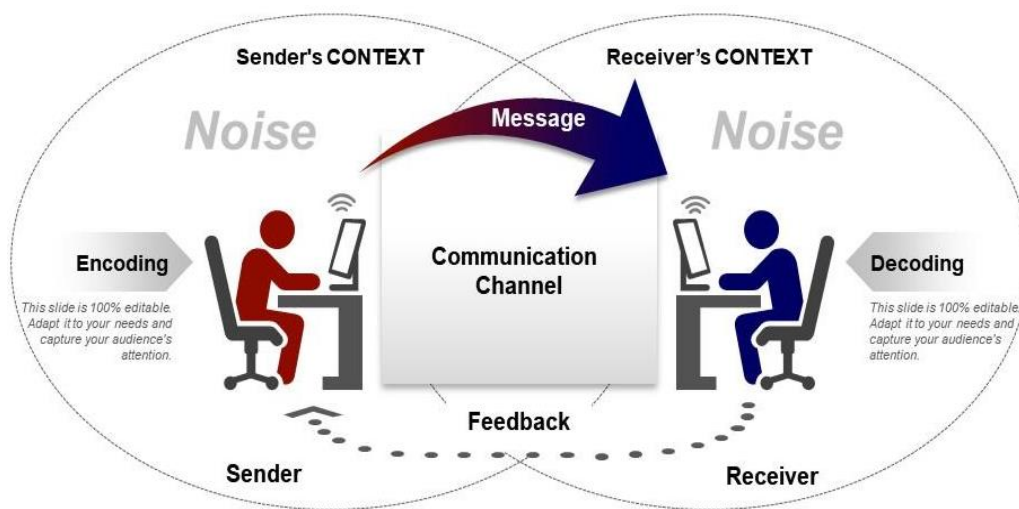 Sender's CONTEXT
Receiver's CONTEXT
Noise
Message
Noise
Encoding
Communication
Channel
Decoding
This slide is 100% editable.
Adapt it to your needs and
capture your audience's
attention.
This slide is 100% editable.
Adapt it to your needs and
capture your audience's
attention.
Feedback
Sender
Receiver